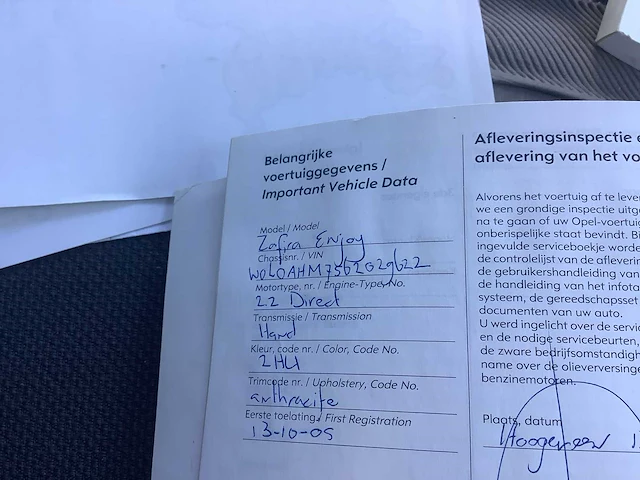 Belangrijke
voertuiggegevens /
Important Vehicle Data
Model / Model
Zafira Enjoy
Chassisnr. / VIN
W0L0AHM7562029622
Motortype, nr. / Engine-Type, No.
2.2 Direct
Transmissie / Transmission
Hand
Kleur, code nr. / Color, Code No.
2HU
Trimcode nr. / Upholstery, Code No.
anthracite
Eerste toelating / First Registration
13-10-05
Afleveringsinspectie e
aflevering van het vo
Alvorens het voertuig af te leve
we een grondige inspectie uitge
na te gaan of uw Opel-voertuig
onberispelijke staat bevindt. Bi
ingevulde serviceboekje worde
de controlelijst van de afleverin
de gebruikershandleiding van
de handleiding van het infota
systeem, de gereedschapsset
documenten van uw auto.
U werd ingelicht over de servic
en de nodige servicebeurten,
de zware bedrijfsomstandigh
name over de olieverversinge
benzinemotoren.
Plaats, datum
Hoogeveen 1